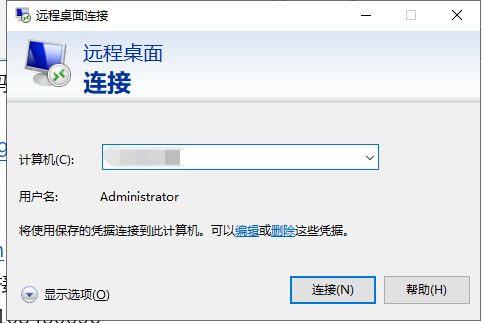 远程桌面连接
远程桌面
连接
计算机(C):
用户名: Administrator
将使用保存的凭据连接到此计算机。可以编辑或删除这些凭据。
显示选项(O)
连接(N) 帮助(H)